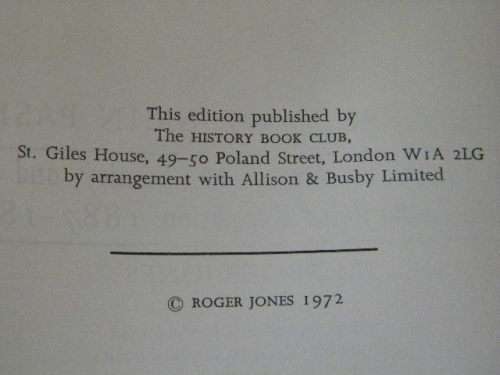 This edition published by
The HISTORY BOOK CLUB,
St. Giles House, 49–50 Poland Street, London W1A 2LG
by arrangement with Allison & Busby Limited
© ROGER JONES 1972